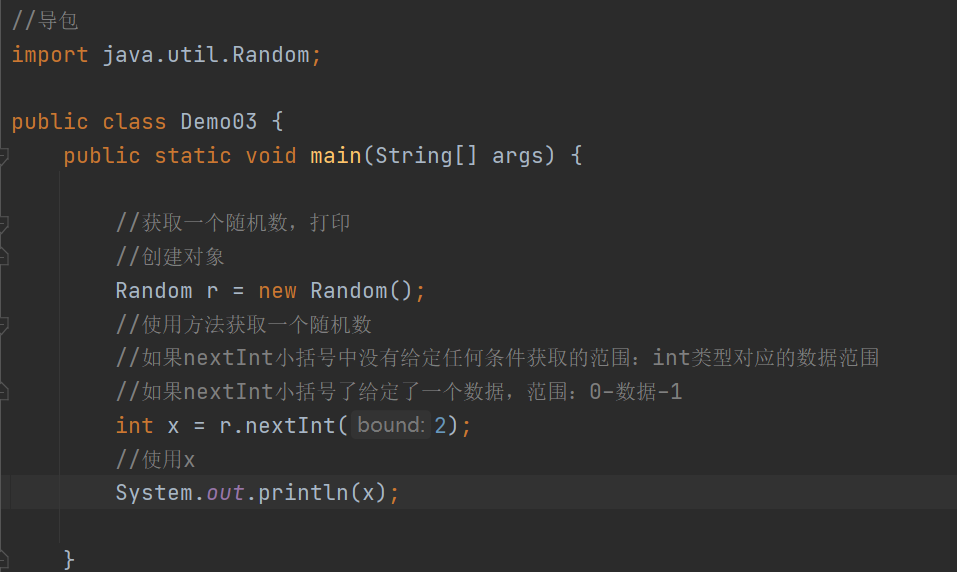 //导包
import java.util.Random;
public class Demo03 {
public static void main(String[] args) {
//获取一个随机数，打印
//创建对象
Random r = new Random();
//使用方法获取一个随机数
//如果nextInt小括号中没有给定任何条件获取的范围：int类型对应的数据范围
//如果nextInt小括号了给定了一个数据，范围：0-数据-1
int x = r.nextInt( bound: 2);
//使用x
System.out.println(x);
}